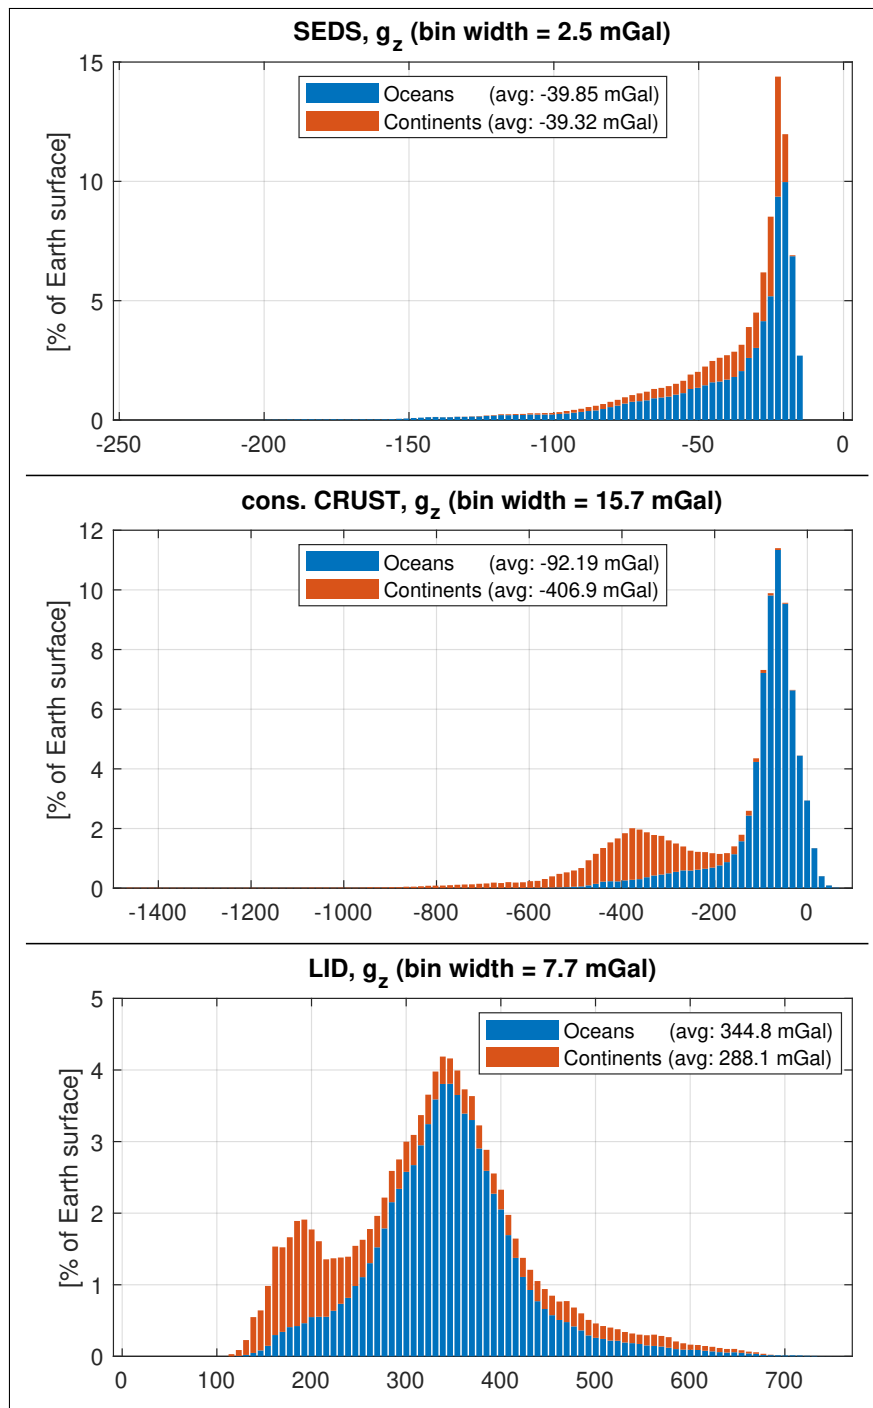 SEDS, g_z (bin width = 2.5 mGal)
15
10
5
0
[% of Earth surface]
Oceans (avg: -39.85 mGal)
Continents (avg: -39.32 mGal)
-250 -200 -150 -100 -50 0
cons. CRUST, g_z (bin width = 15.7 mGal)
12
10
8
6
4
2
0
[% of Earth surface]
Oceans (avg: -92.19 mGal)
Continents (avg: -406.9 mGal)
-1400 -1200 -1000 -800 -600 -400 -200 0
LID, g_z (bin width = 7.7 mGal)
5
4
3
2
1
0
[% of Earth surface]
Oceans (avg: 344.8 mGal)
Continents (avg: 288.1 mGal)
0 100 200 300 400 500 600 700